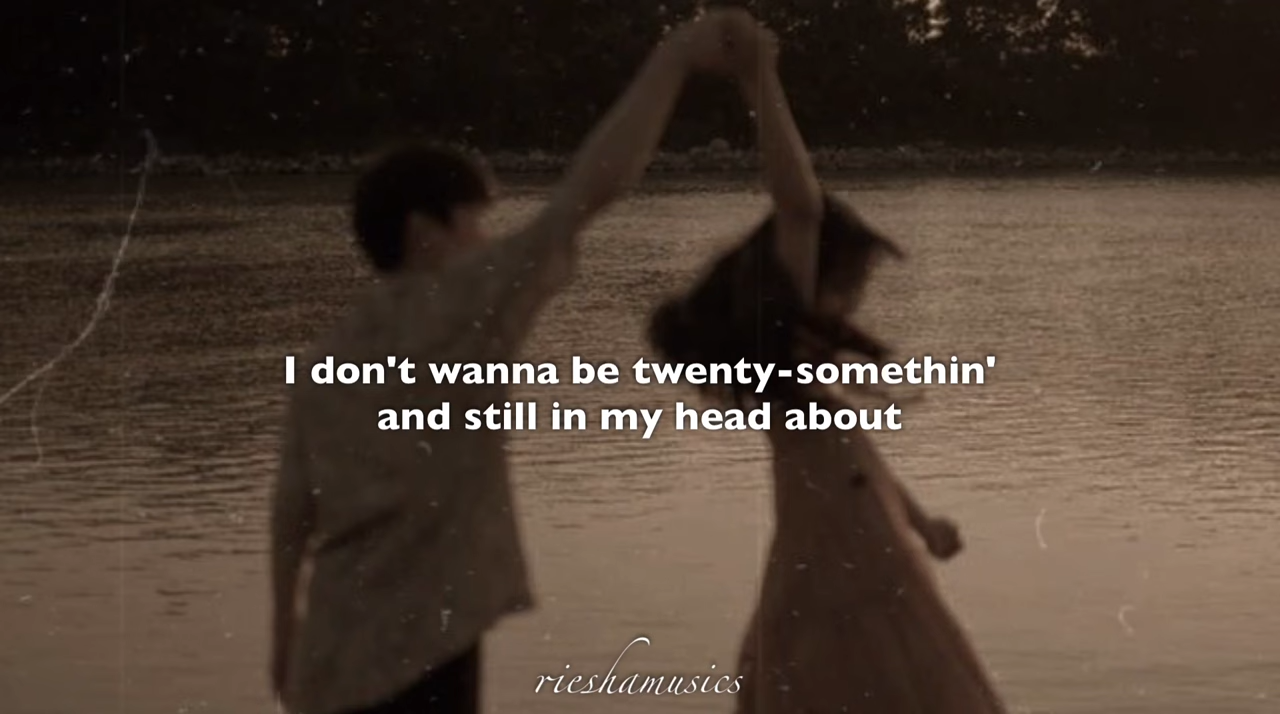 I don't wanna be twenty-somethin'
and still in my head about
rieshamusics